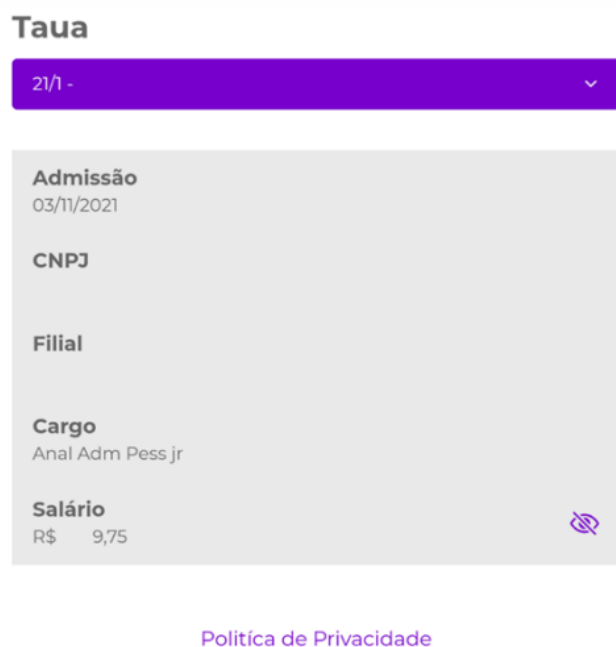 Taua
21/1 -
Admissão
03/11/2021
CNPJ
Filial
Cargo
Anal Adm Pess jr
Salário
R$ 9,75
Politíca de Privacidade